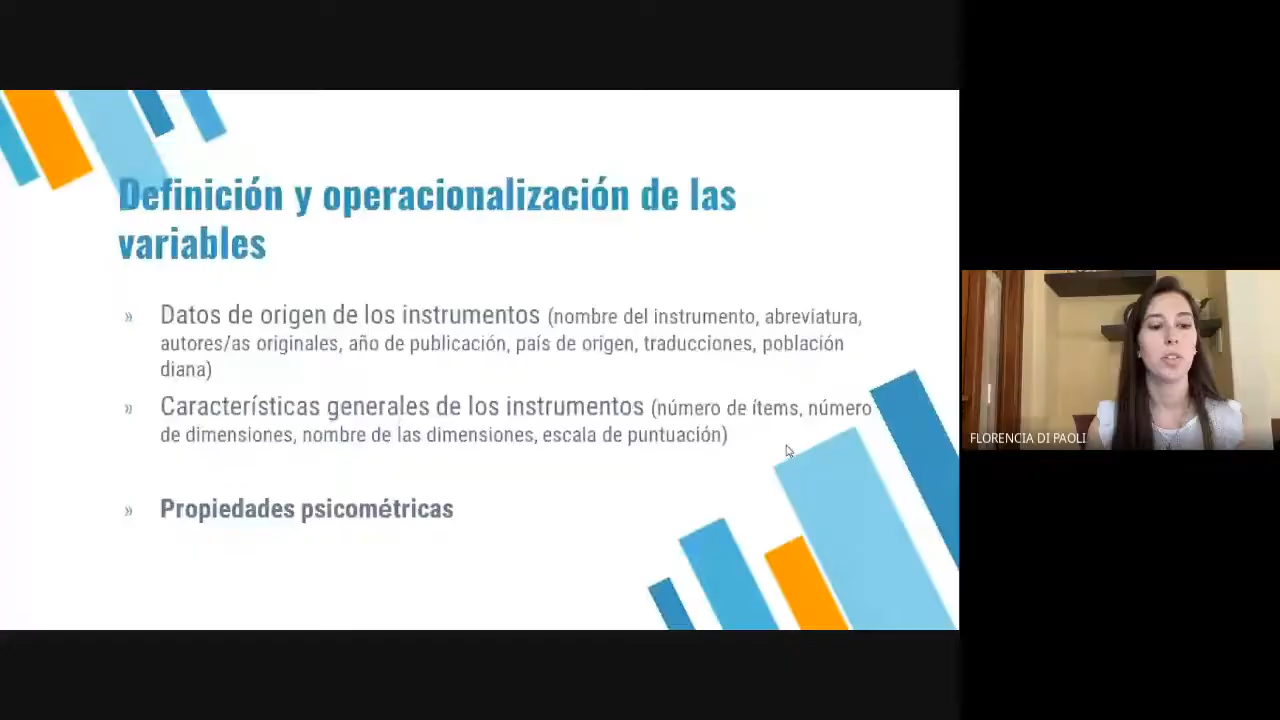 Definición y operacionalización de las
variables
» Datos de origen de los instrumentos (nombre del instrumento, abreviatura,
autores/as originales, año de publicación, país de origen, traducciones, población
diana)
» Características generales de los instrumentos (número de ítems, número
de dimensiones, nombre de las dimensiones, escala de puntuación)
» Propiedades psicométricas
FLORENCIA DI PAOLI